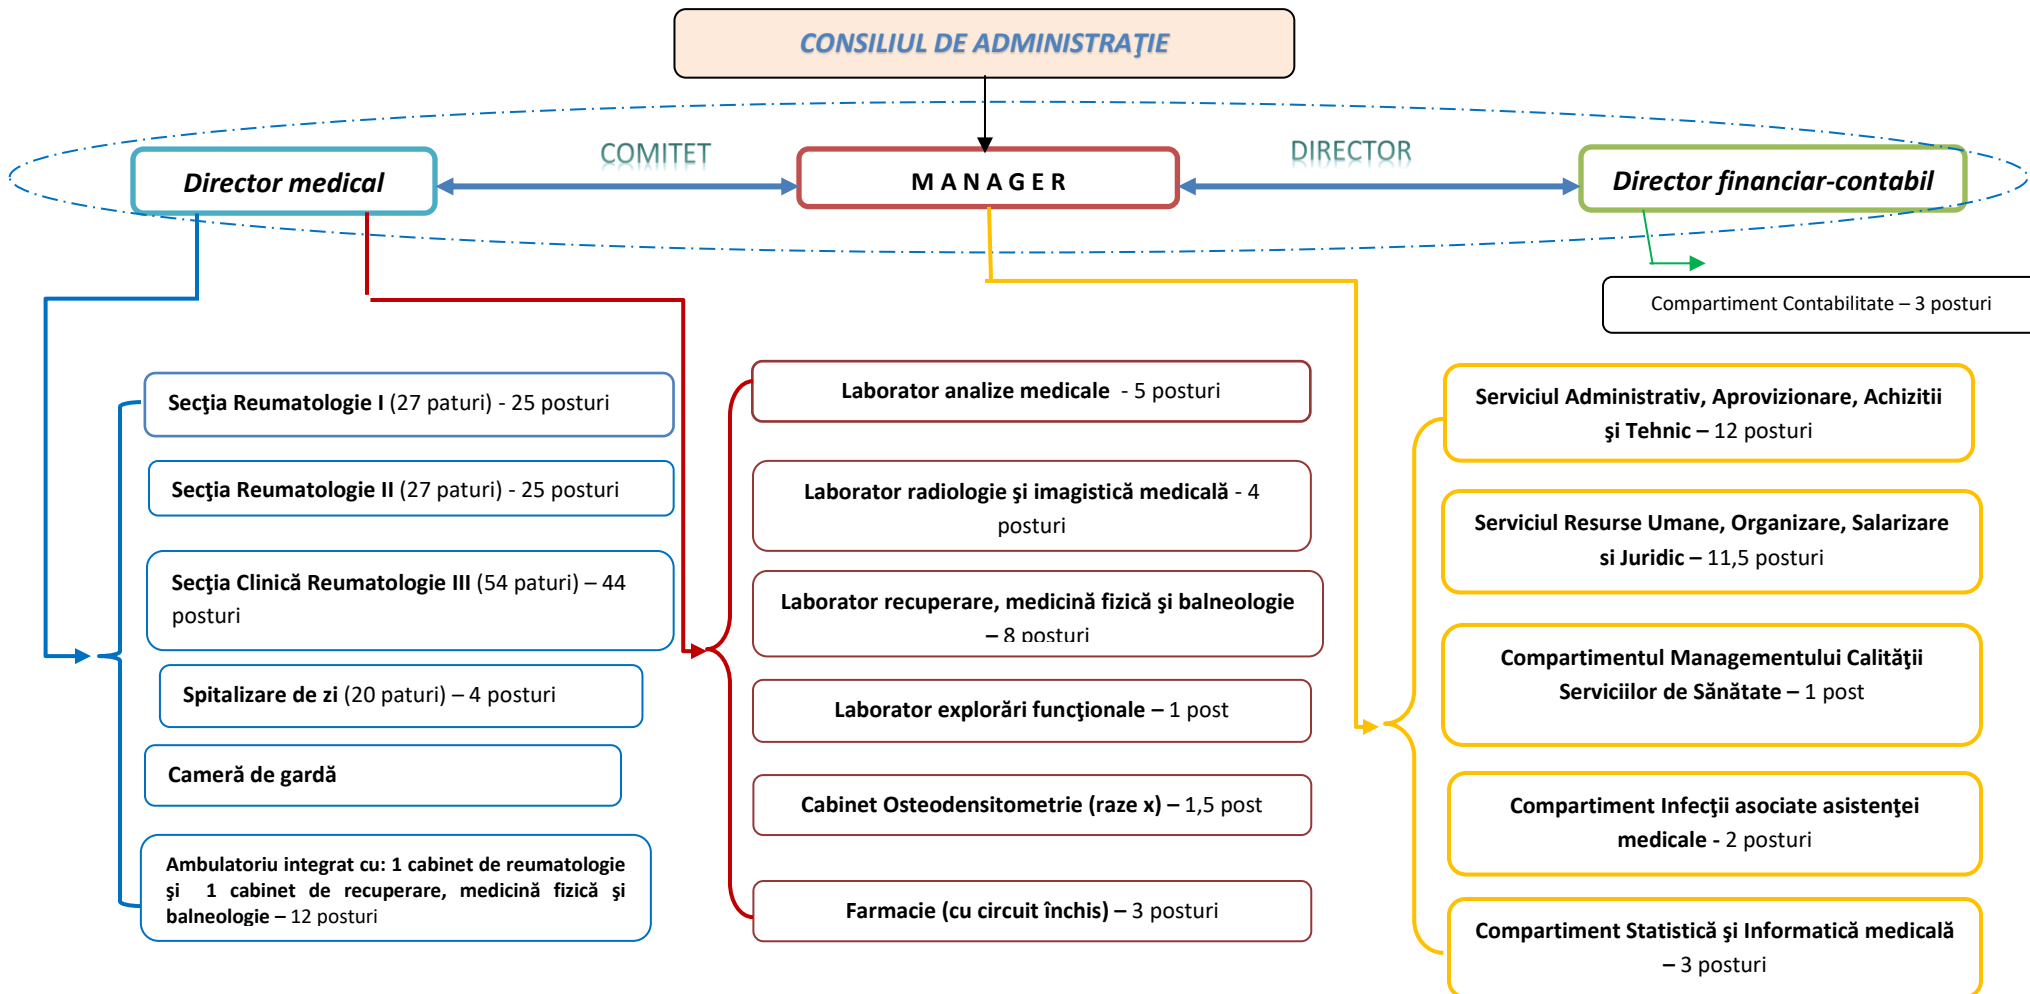 CONSILIUL DE ADMINISTRAŢIE
COMITET
DIRECTOR
Director medical
M A N A G E R
Director financiar-contabil
Compartiment Contabilitate – 3 posturi
Secţia Reumatologie I (27 paturi) - 25 posturi
Secţia Reumatologie II (27 paturi) - 25 posturi
Secţia Clinică Reumatologie III (54 paturi) – 44
posturi
Spitalizare de zi (20 paturi) – 4 posturi
Cameră de gardă
Ambulatoriu integrat cu: 1 cabinet de reumatologie
şi 1 cabinet de recuperare, medicină fizică şi
balneologie – 12 posturi
Laborator analize medicale - 5 posturi
Laborator radiologie şi imagistică medicală - 4
posturi
Laborator recuperare, medicină fizică şi balneologie
– 8 posturi
Laborator explorări funcţionale – 1 post
Cabinet Osteodensitometrie (raze x) – 1,5 post
Farmacie (cu circuit închis) – 3 posturi
Serviciul Administrativ, Aprovizionare, Achizitii
şi Tehnic – 12 posturi
Serviciul Resurse Umane, Organizare, Salarizare
si Juridic – 11,5 posturi
Compartimentul Managementului Calităţii
Serviciilor de Sănătate – 1 post
Compartiment Infecţii asociate asistenţei
medicale - 2 posturi
Compartiment Statistică şi Informatică medicală
– 3 posturi